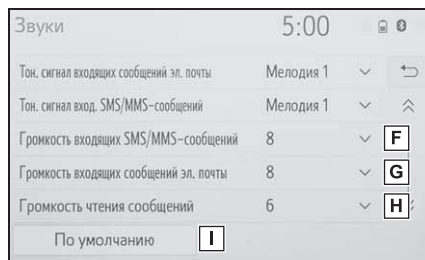 Звуки 5:00
Тон. сигнал входящих сообщений эл. почты Мелодия 1
Тон. сигнал вход. SMS/MMS-сообщений Мелодия 1
Громкость входящих SMS/MMS-сообщений 8 F
Громкость входящих сообщений эл. почты 8 G
Громкость чтения сообщений 6 H
По умолчанию I